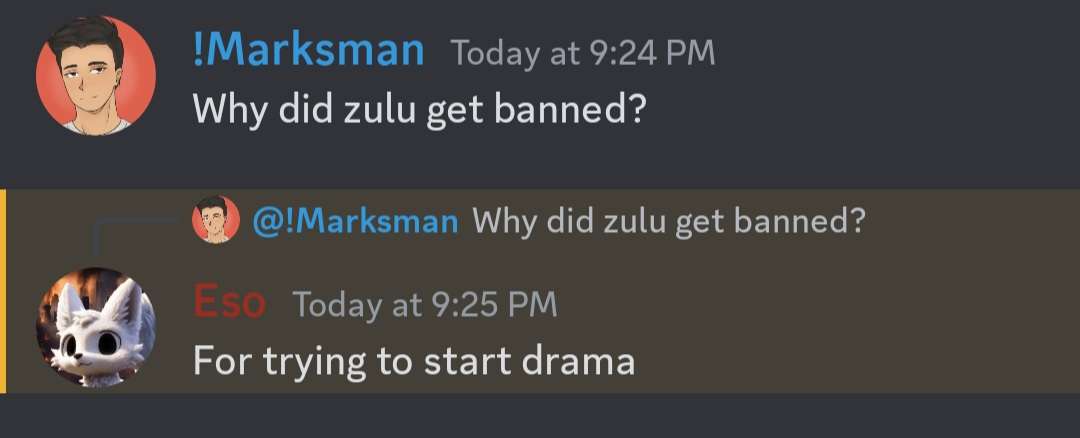 !Marksman Today at 9:24 PM
Why did zulu get banned?
@!Marksman Why did zulu get banned?
Eso Today at 9:25 PM
For trying to start drama